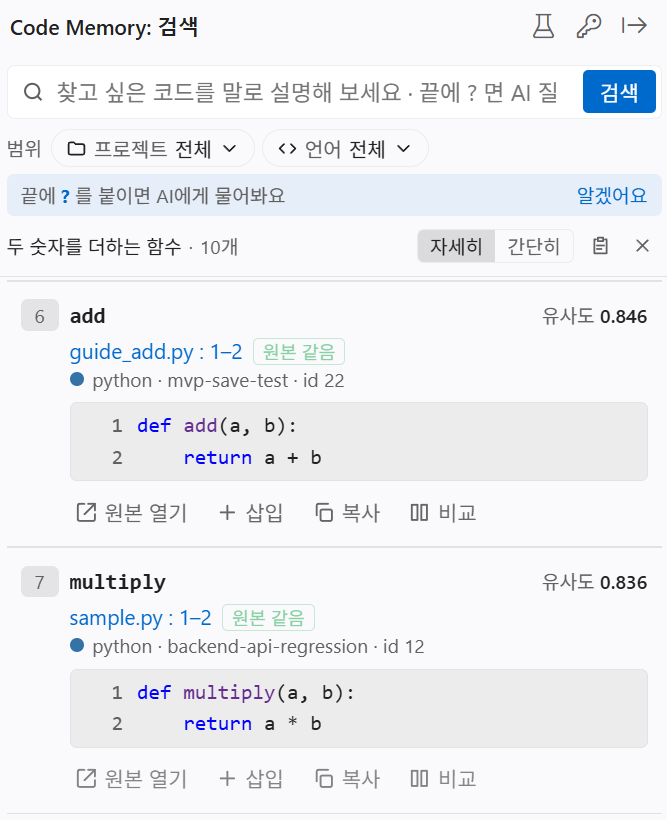 Code Memory: 검색
찾고 싶은 코드를 말로 설명해 보세요 · 끝에 ? 면 AI 질
검색
범위 프로젝트 전체 언어 전체
끝에 ? 를 붙이면 AI에게 물어봐요 알겠어요
두 숫자를 더하는 함수 · 10개 자세히 간단히
6 add 유사도 0.846
guide_add.py : 1–2 원본 같음
python · mvp-save-test · id 22
1 def add(a, b):
2     return a + b
원본 열기 삽입 복사 비교
7 multiply 유사도 0.836
sample.py : 1–2 원본 같음
python · backend-api-regression · id 12
1 def multiply(a, b):
2     return a * b
원본 열기 삽입 복사 비교